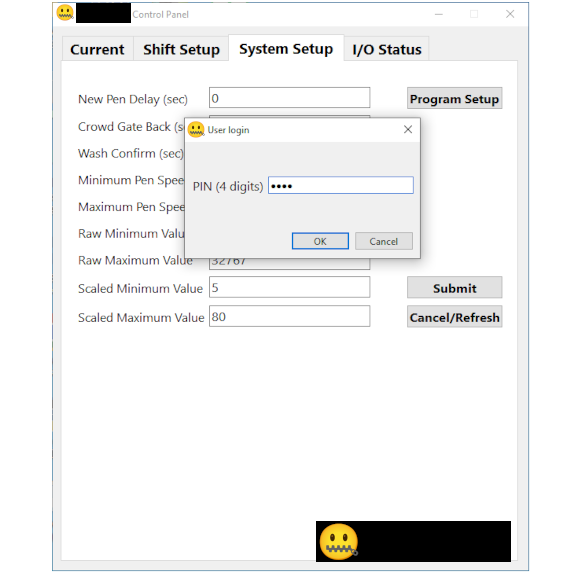 Control Panel
Current Shift Setup System Setup I/O Status
New Pen Delay (sec) 0 Program Setup
Crowd Gate Back (s
User login
Wash Confirm (sec)
Minimum Pen Spee
PIN (4 digits) ••••
Maximum Pen Spee
Raw Minimum Valu
OK Cancel
Raw Maximum Value 32767
Scaled Minimum Value 5 Submit
Scaled Maximum Value 80 Cancel/Refresh